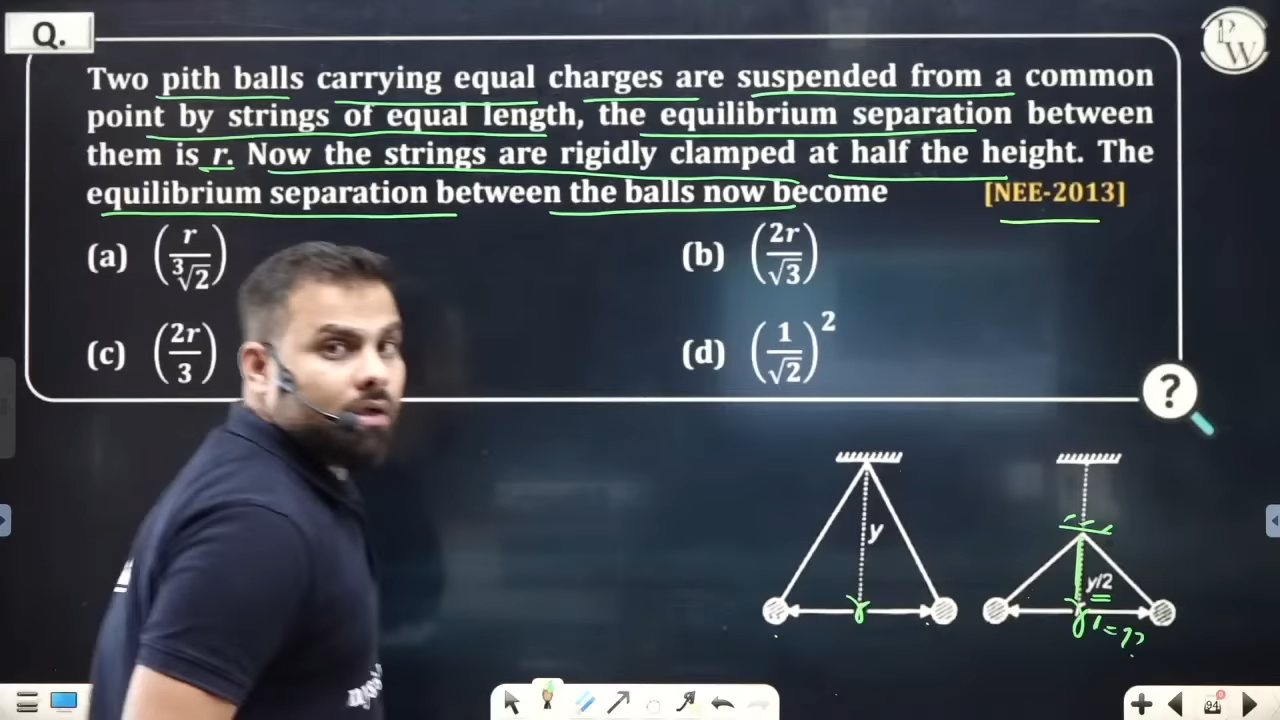 Q.
PW
Two pith balls carrying equal charges are suspended from a common
point by strings of equal length, the equilibrium separation between
them is r. Now the strings are rigidly clamped at half the height. The
equilibrium separation between the balls now become [NEE-2013]
(a) (r/∛2) (b) (2r/√3)
(c) (2r/3) (d) (1/√2)²
?
y
y/2
r
r' = ??
94